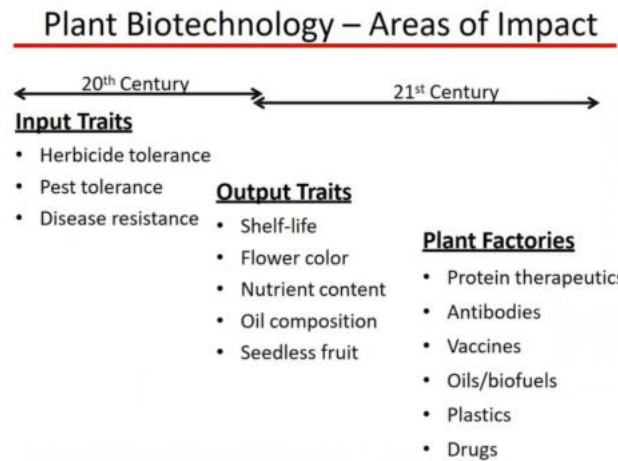 Plant Biotechnology – Areas of Impact
20th Century
21st Century
Input Traits
• Herbicide tolerance
• Pest tolerance
• Disease resistance
Output Traits
• Shelf-life
• Flower color
• Nutrient content
• Oil composition
• Seedless fruit
Plant Factories
• Protein therapeutics
• Antibodies
• Vaccines
• Oils/biofuels
• Plastics
• Drugs